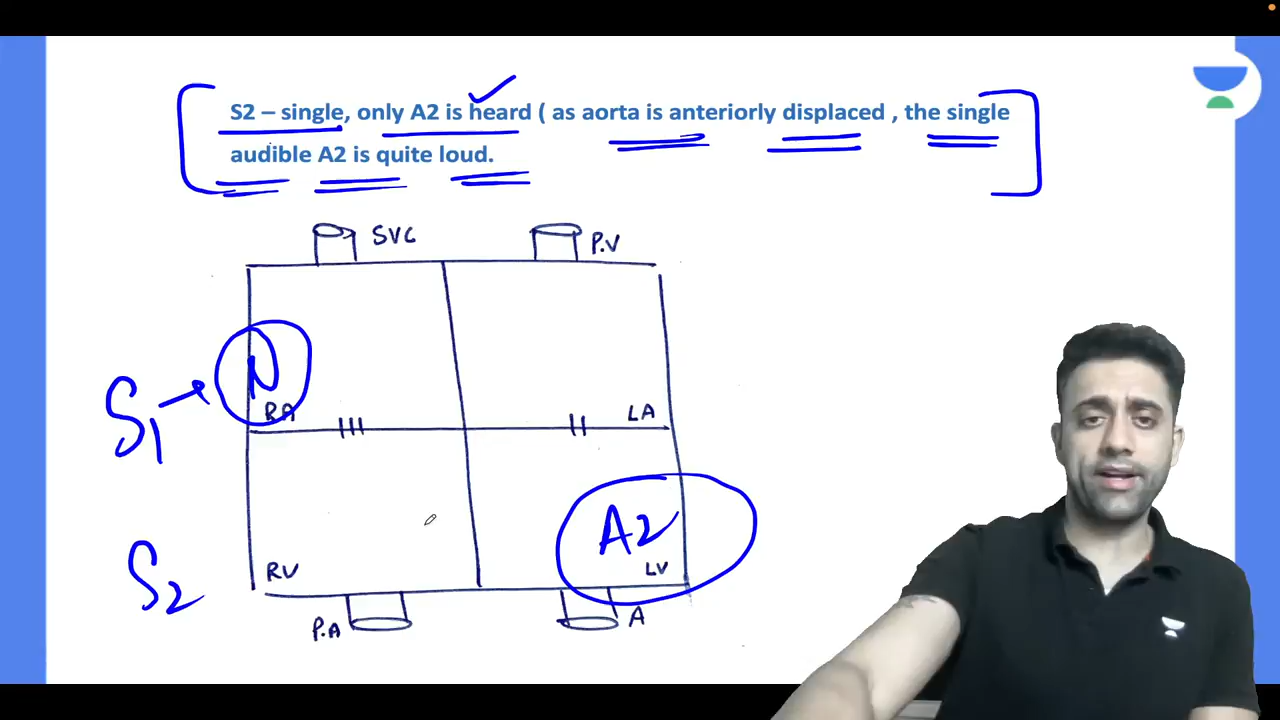 S2 – single, only A2 is heard ( as aorta is anteriorly displaced , the single
audible A2 is quite loud.
SVC
P.V
N
S1 →
RA
LA
A2
S2
RV
LV
P.A
A